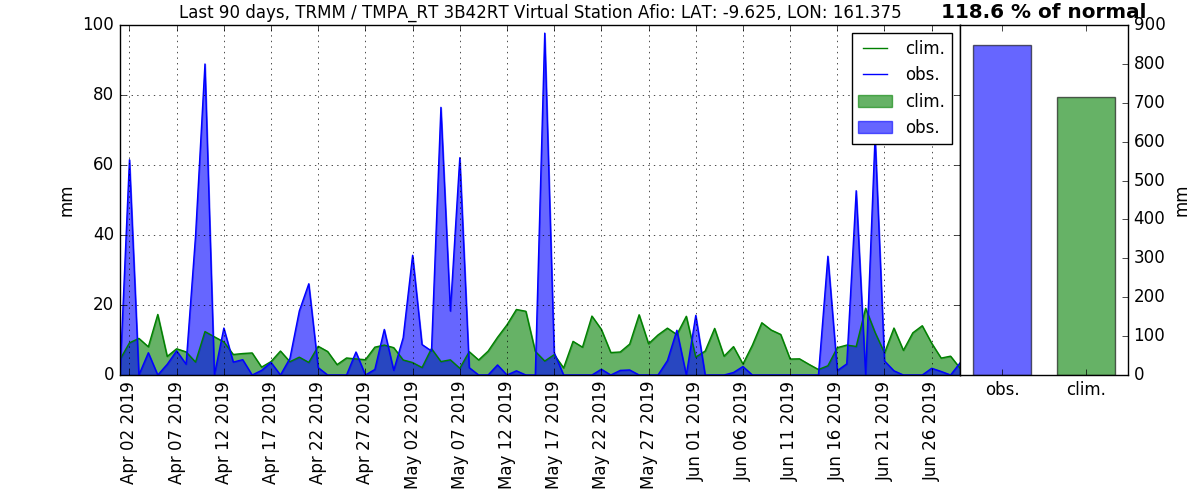 Last 90 days, TRMM / TMPA_RT 3B42RT Virtual Station Afio: LAT: -9.625, LON: 161.375
118.6 % of normal
100
80
60
40
20
0
mm
clim.
obs.
clim.
obs.
900
800
700
600
500
400
300
200
100
0
mm
Apr 02 2019
Apr 07 2019
Apr 12 2019
Apr 17 2019
Apr 22 2019
Apr 27 2019
May 02 2019
May 07 2019
May 12 2019
May 17 2019
May 22 2019
May 27 2019
Jun 01 2019
Jun 06 2019
Jun 11 2019
Jun 16 2019
Jun 21 2019
Jun 26 2019
obs.
clim.